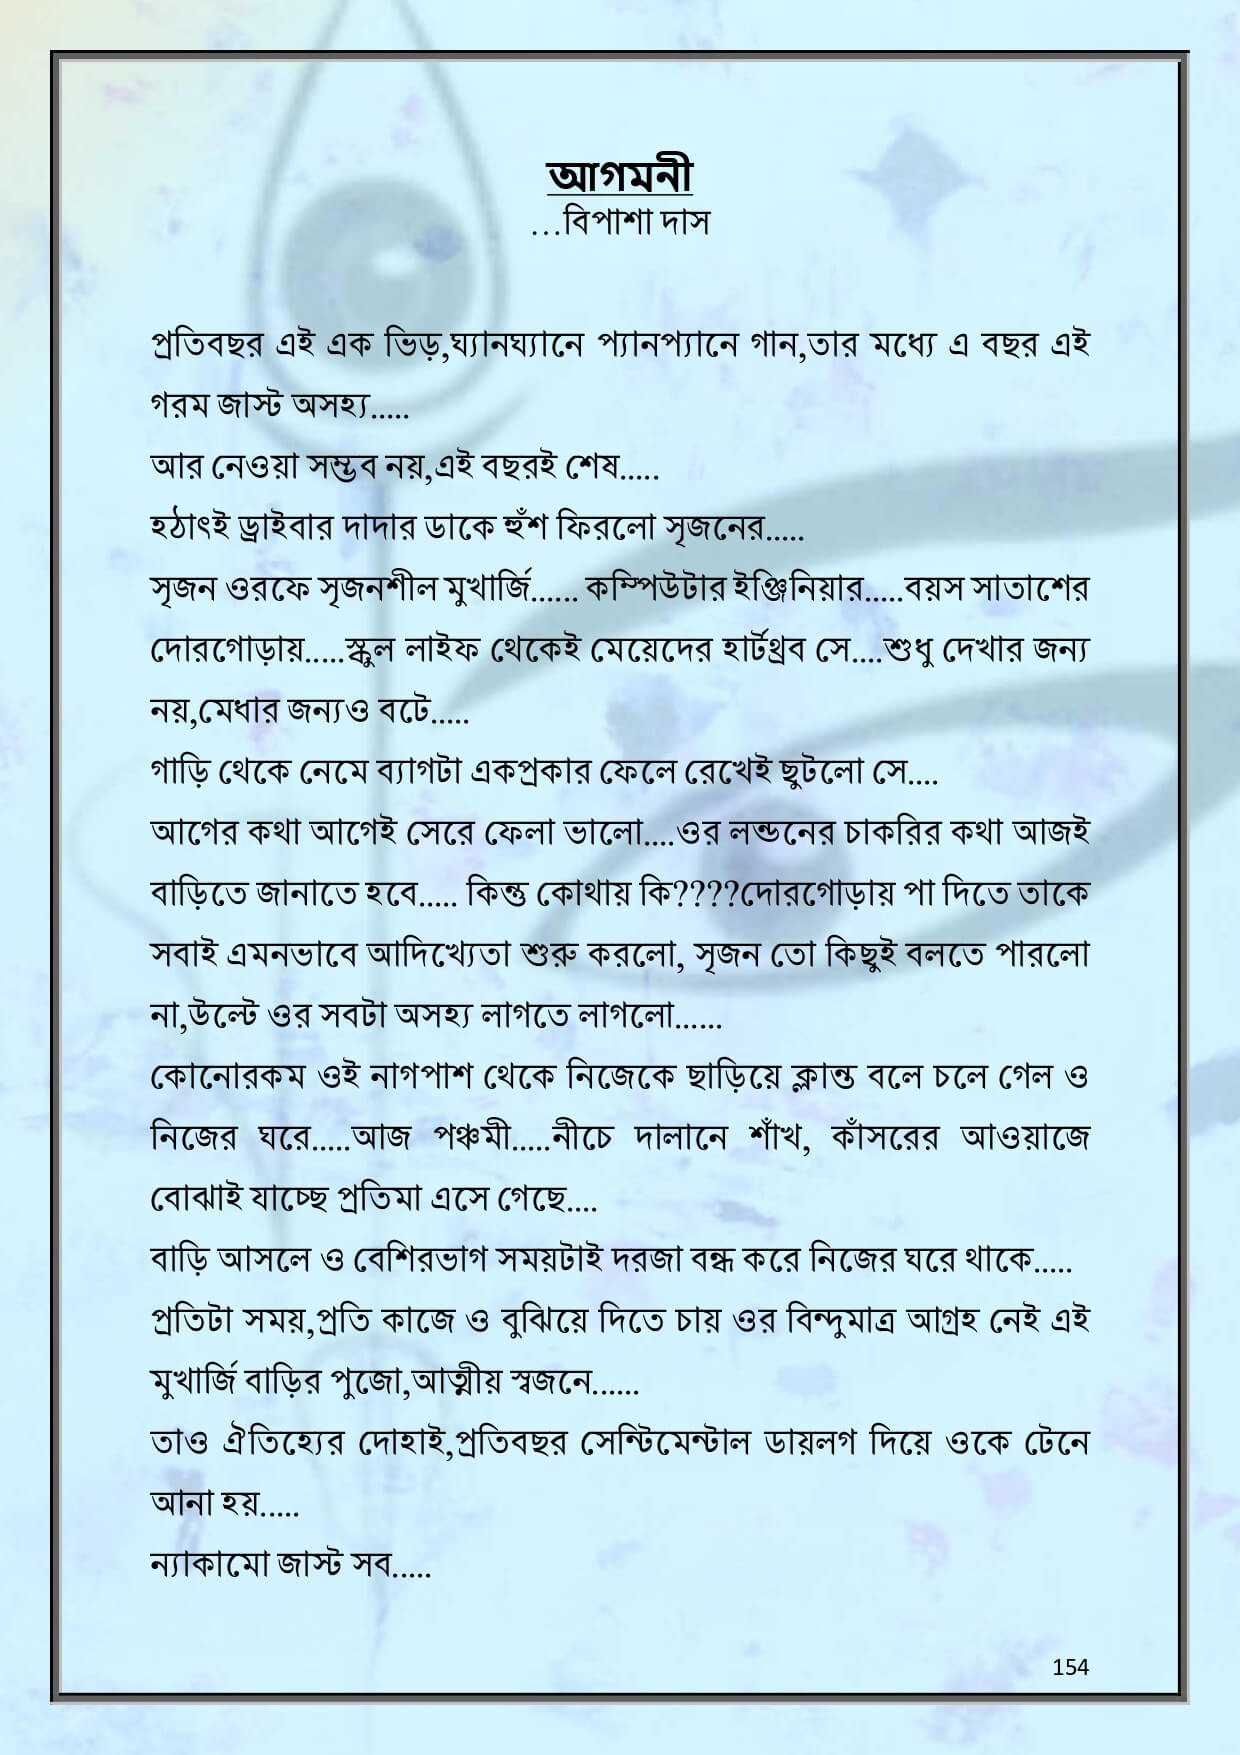 আগমনী
...বিপাশা দাস
প্রতিবছর এই এক ভিড়,ঘ্যানঘ্যানে প্যানপ্যানে গান,তার মধ্যে এ বছর এই
গরম জাস্ট অসহ্য.....
আর নেওয়া সম্ভব নয়,এই বছরই শেষ.....
হঠাৎই ড্রাইবার দাদার ডাকে হুঁশ ফিরলো সৃজনের.....
সৃজন ওরফে সৃজনশীল মুখার্জি...... কম্পিউটার ইঞ্জিনিয়ার.....বয়স সাতাশের
দোরগোড়ায়.....স্কুল লাইফ থেকেই মেয়েদের হার্টথ্রব সে....শুধু দেখার জন্য
নয়,মেধার জন্যও বটে.....
গাড়ি থেকে নেমে ব্যাগটা একপ্রকার ফেলে রেখেই ছুটলো সে....
আগের কথা আগেই সেরে ফেলা ভালো....ওর লন্ডনের চাকরির কথা আজই
বাড়িতে জানাতে হবে..... কিন্তু কোথায় কি????দোরগোড়ায় পা দিতে তাকে
সবাই এমনভাবে আদিখ্যেতা শুরু করলো, সৃজন তো কিছুই বলতে পারলো
না,উল্টে ওর সবটা অসহ্য লাগতে লাগলো......
কোনোরকম ওই নাগপাশ থেকে নিজেকে ছাড়িয়ে ক্লান্ত বলে চলে গেল ও
নিজের ঘরে.....আজ পঞ্চমী.....নীচে দালানে শাঁখ, কাঁসরের আওয়াজে
বোঝাই যাচ্ছে প্রতিমা এসে গেছে....
বাড়ি আসলে ও বেশিরভাগ সময়টাই দরজা বন্ধ করে নিজের ঘরে থাকে.....
প্রতিটা সময়,প্রতি কাজে ও বুঝিয়ে দিতে চায় ওর বিন্দুমাত্র আগ্রহ নেই এই
মুখার্জি বাড়ির পুজো,আত্মীয় স্বজনে......
তাও ঐতিহ্যের দোহাই,প্রতিবছর সেন্টিমেন্টাল ডায়লগ দিয়ে ওকে টেনে
আনা হয়.....
ন্যাকামো জাস্ট সব.....
154